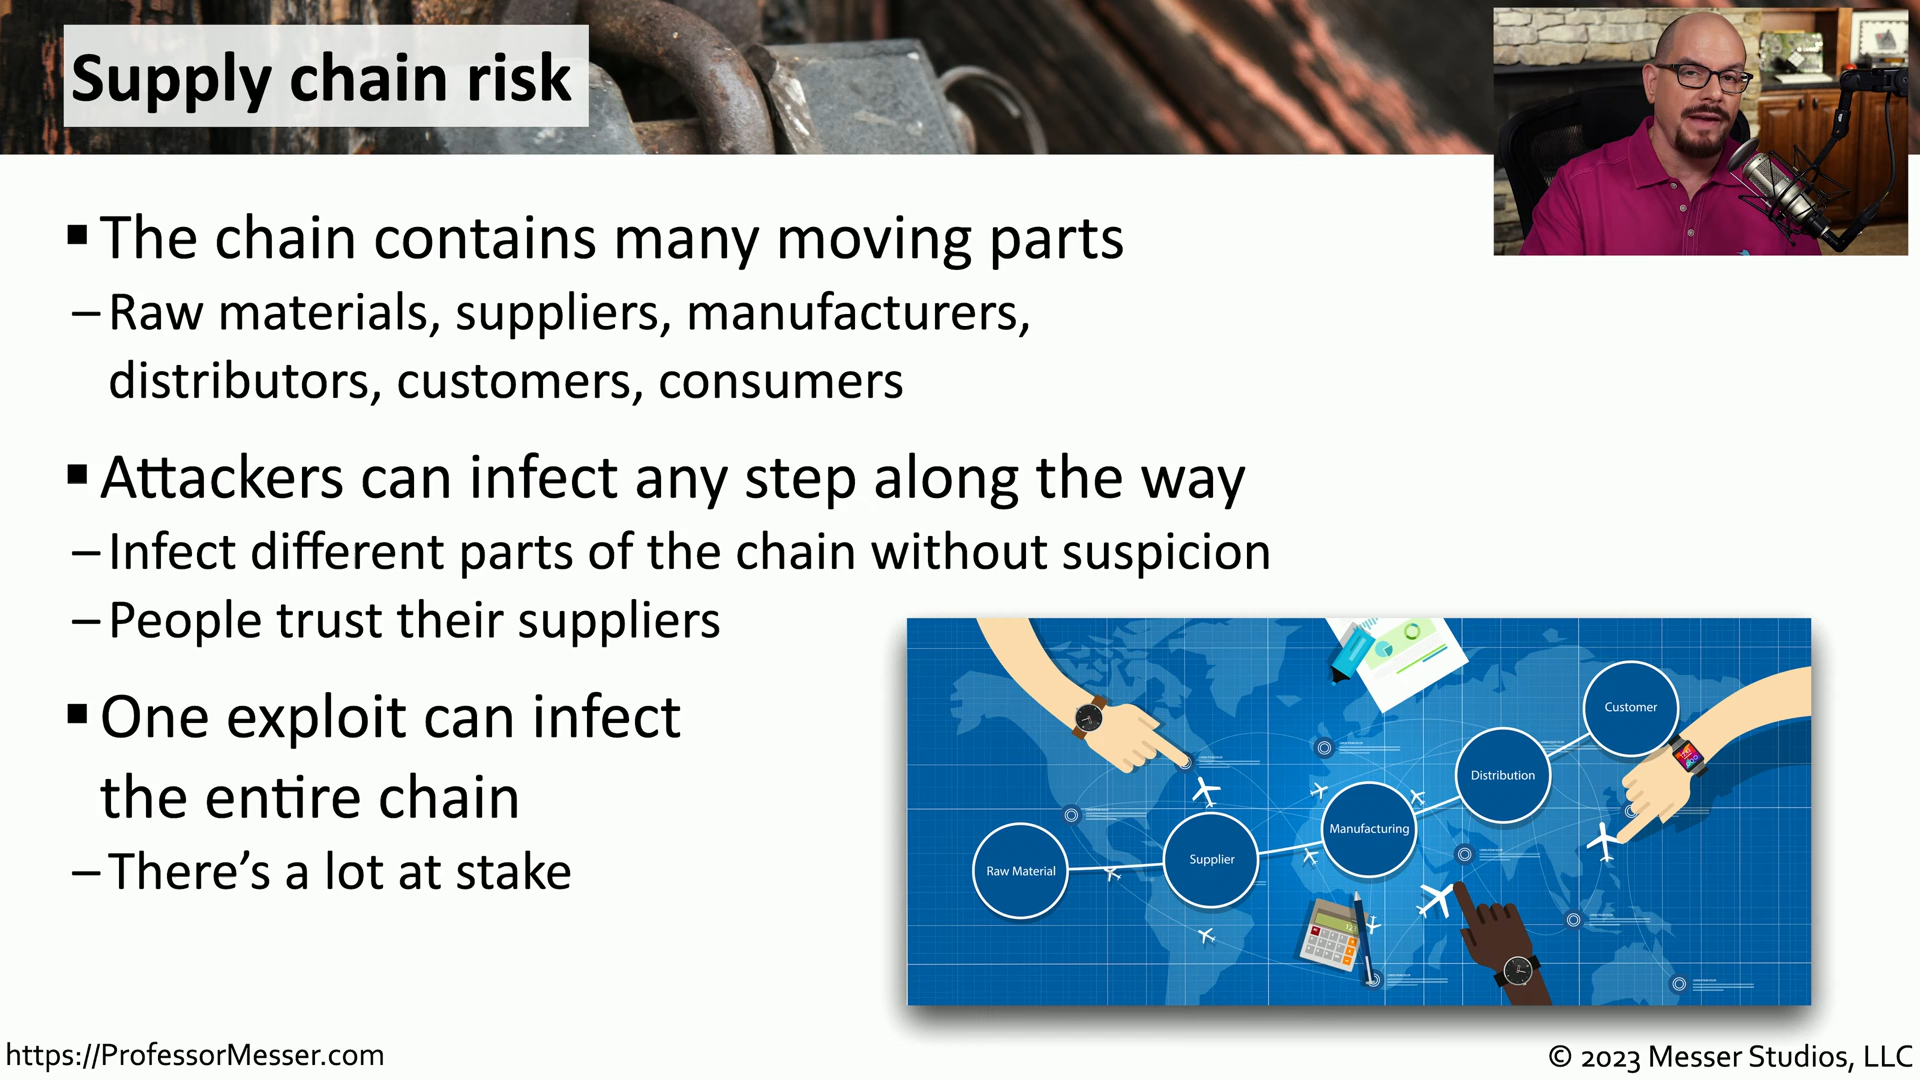 Supply chain risk
▪ The chain contains many moving parts
– Raw materials, suppliers, manufacturers,
distributors, customers, consumers
▪ Attackers can infect any step along the way
– Infect different parts of the chain without suspicion
– People trust their suppliers
▪ One exploit can infect
the entire chain
– There’s a lot at stake
Customer
Distribution
Manufacturing
Supplier
Raw Material
https://ProfessorMesser.com
© 2023 Messer Studios, LLC